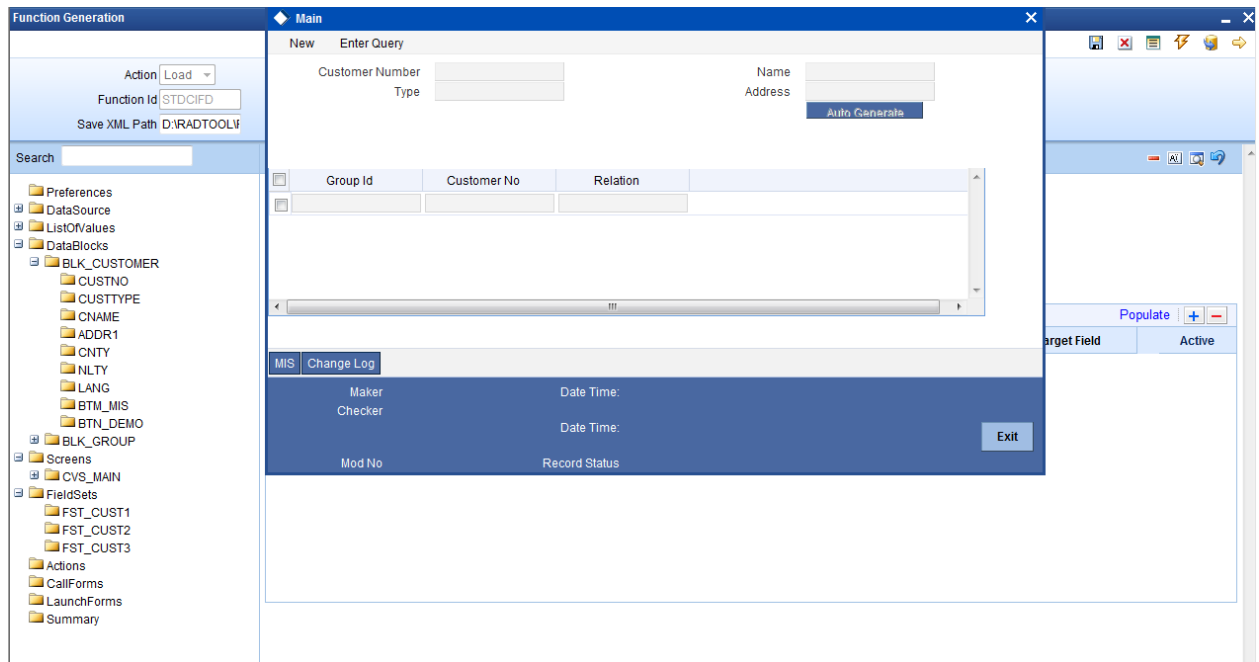 Function Generation
Action Load
Function Id STDCIFD
Save XML Path D:\RADTOOL\
Search
Preferences
DataSource
ListOfValues
DataBlocks
BLK_CUSTOMER
CUSTNO
CUSTTYPE
CNAME
ADDR1
CNTY
NLTY
LANG
BTM_MIS
BTN_DEMO
BLK_GROUP
Screens
CVS_MAIN
FieldSets
FST_CUST1
FST_CUST2
FST_CUST3
Actions
CallForms
LaunchForms
Summary
Main
New Enter Query
Customer Number Name
Type Address
Auto Generate
Group Id Customer No Relation
MIS Change Log
Maker Date Time:
Checker
Date Time:
Exit
Mod No Record Status
Populate
arget Field Active